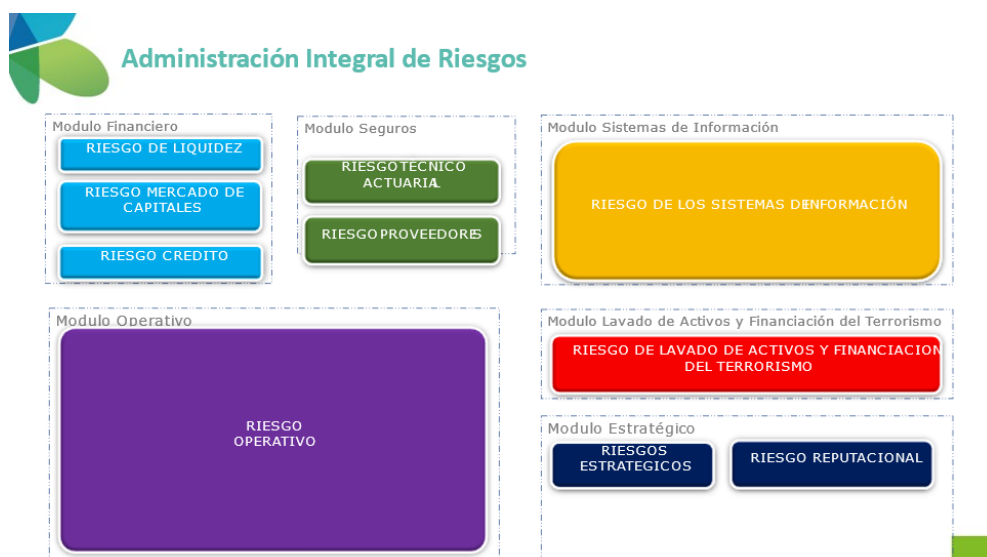 Administración Integral de Riesgos
Modulo Financiero
RIESGO DE LIQUIDEZ
RIESGO MERCADO DE
CAPITALES
RIESGO CREDITO
Modulo Seguros
RIESGO TECNICO
ACTUARIAL
RIESGO PROVEEDORES
Modulo Sistemas de Información
RIESGO DE LOS SISTEMAS DE INFORMACIÓN
Modulo Operativo
RIESGO
OPERATIVO
Modulo Lavado de Activos y Financiación del Terrorismo
RIESGO DE LAVADO DE ACTIVOS Y FINANCIACION
DEL TERRORISMO
Modulo Estratégico
RIESGOS
ESTRATEGICOS
RIESGO REPUTACIONAL